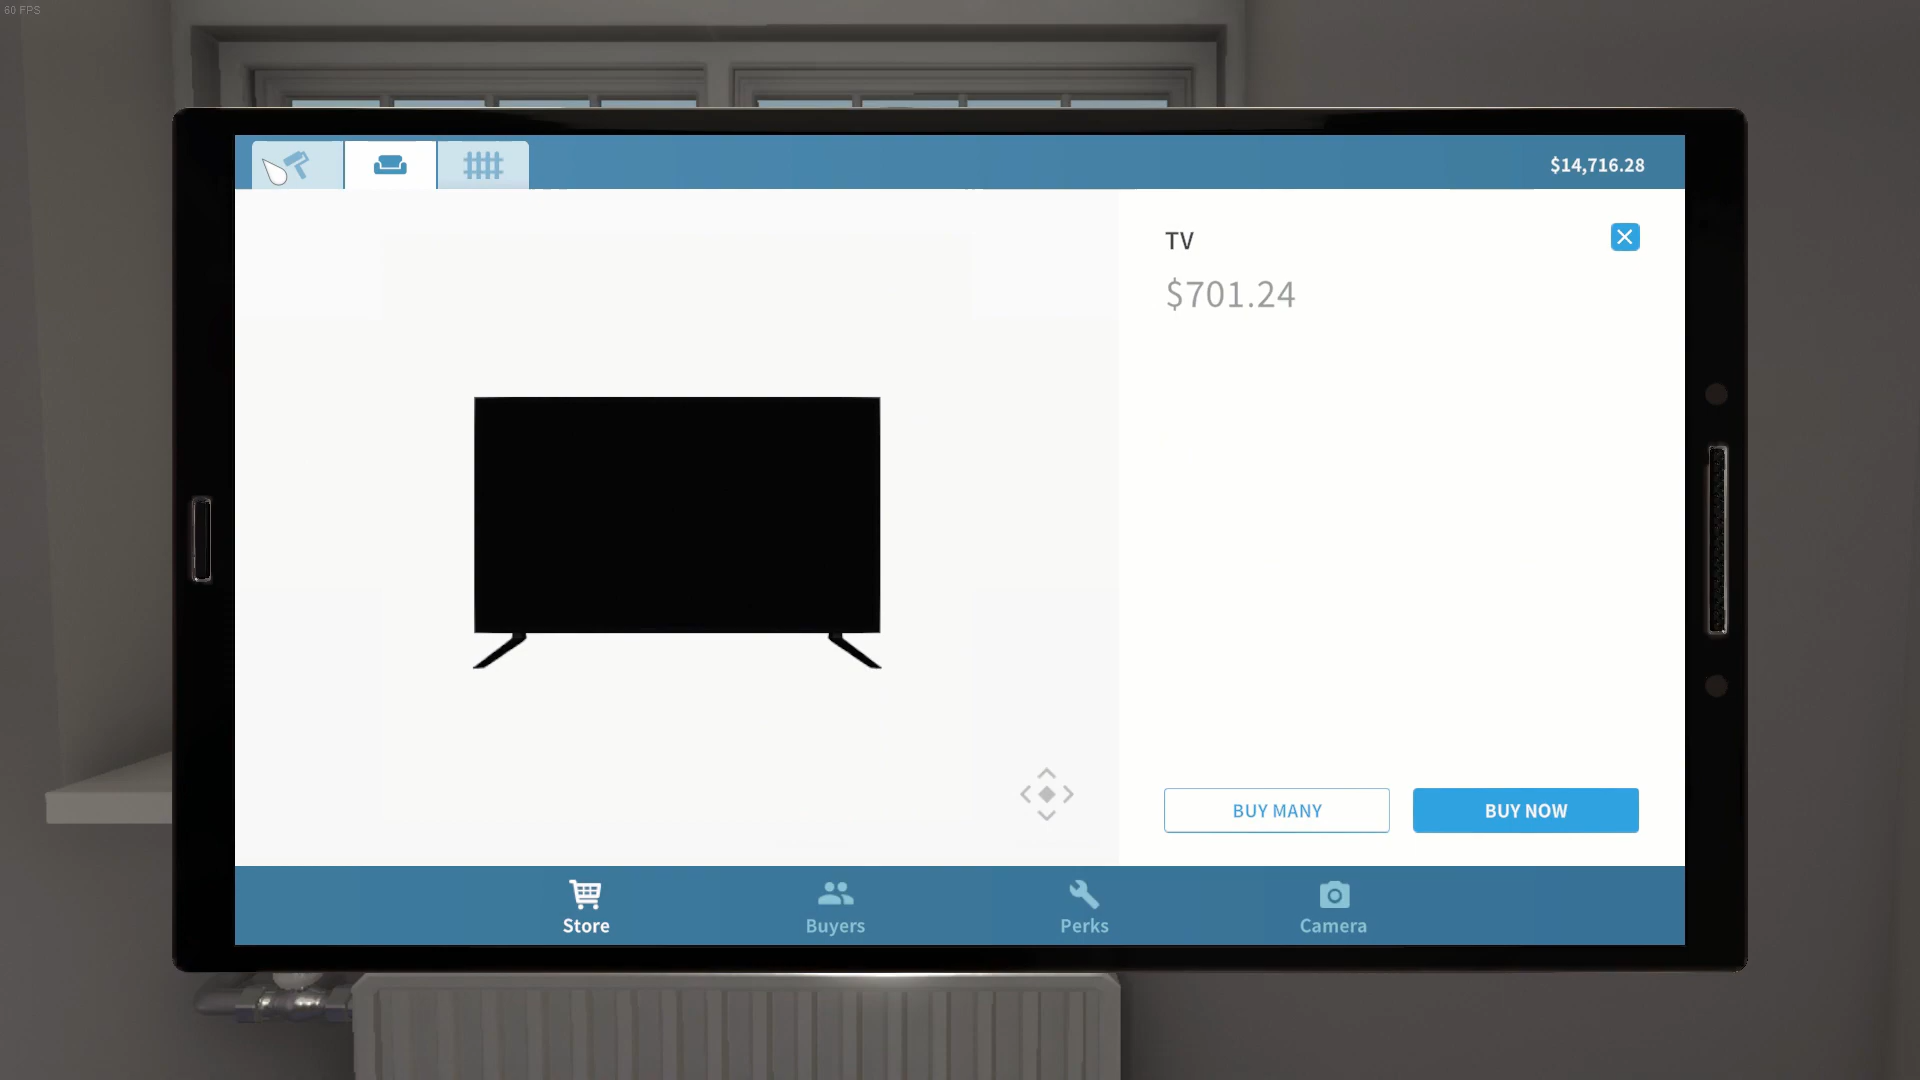 60 FPS
$14,716.28
TV
$701.24
BUY MANY
BUY NOW
Store
Buyers
Perks
Camera